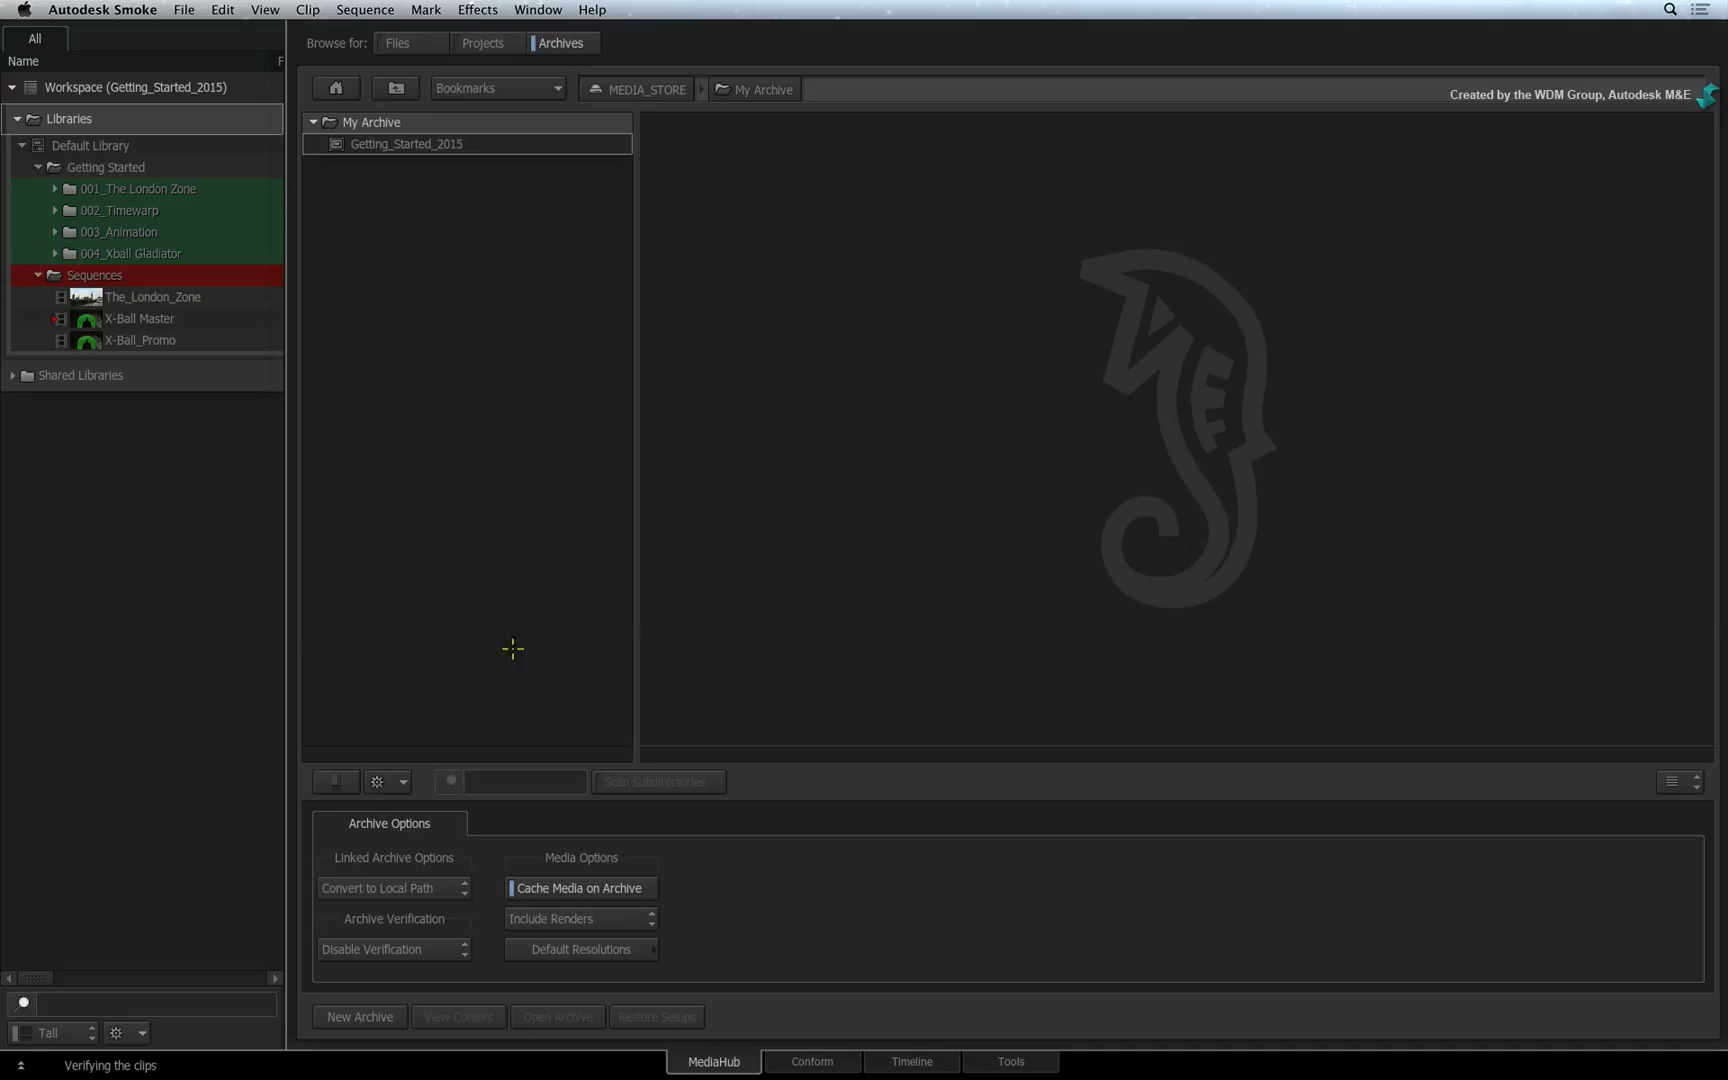 Autodesk Smoke File Edit View Clip Sequence Mark Effects Window Help
All
Name F
Workspace (Getting_Started_2015)
Libraries
Default Library
Getting Started
001_The London Zone
002_Timewarp
003_Animation
004_Xball Gladiator
Sequences
The_London_Zone
X-Ball Master
X-Ball_Promo
Shared Libraries
Tall
Verifying the clips
Browse for: Files Projects Archives
Bookmarks MEDIA_STORE My Archive
Created by the WDM Group, Autodesk M&E
My Archive
Getting_Started_2015
Scan Subdirectories
Archive Options
Linked Archive Options Media Options
Convert to Local Path Cache Media on Archive
Archive Verification Include Renders
Disable Verification Default Resolutions
New Archive View Content Open Archive Restore Setups
MediaHub Conform Timeline Tools